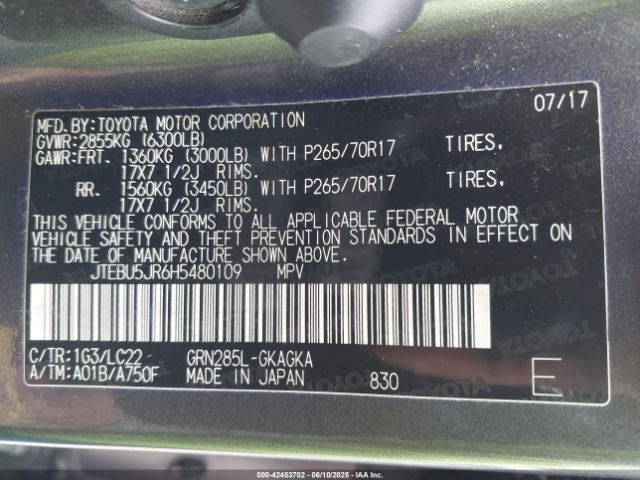 07/17
MFD.BY:TOYOTA MOTOR CORPORATION
GVWR:2855KG (6300LB)
GAWR:FRT. 1360KG (3000LB) WITH P265/70R17 TIRES,
17X7 1/2J RIMS.
RR. 1560KG (3450LB) WITH P265/70R17 TIRES,
17X7 1/2J RIMS.
THIS VEHICLE CONFORMS TO ALL APPLICABLE FEDERAL MOTOR
VEHICLE SAFETY AND THEFT PREVENTION STANDARDS IN EFFECT ON
THE DATE OF MANUFACTURE SHOWN ABOVE.
JTEBU5JR6H5480109 MPV
C/TR:1G3/LC22 GRN285L-GKAGKA
A/TM:A01B/A750F MADE IN JAPAN 830 E
000-42453702 - 06/10/2025 - IAAI.COM